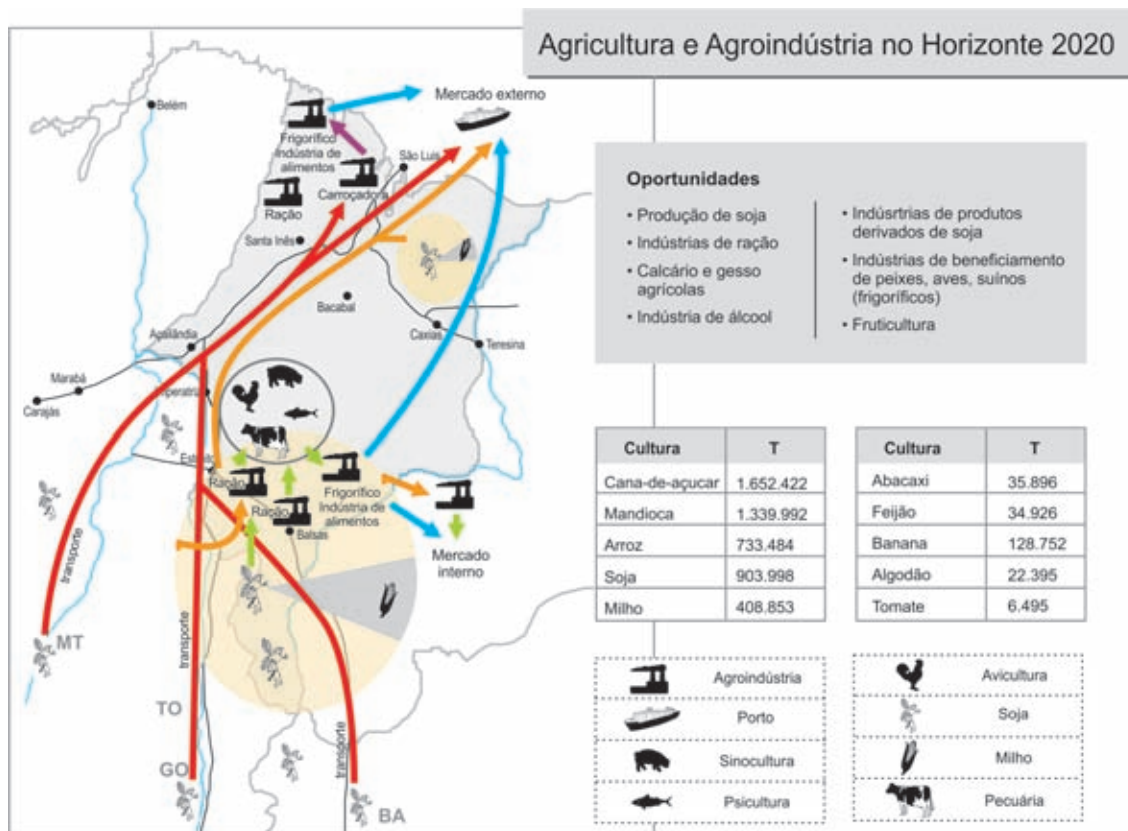 Agricultura e Agroindústria no Horizonte 2020
Belém
Mercado externo
Frigorífico
Indústria de
alimentos
São Luis
Carroçadora
Ração
Santa Inês
Bacabal
Caxias
Teresina
Açailândia
Marabá
Carajás
Imperatriz
Estreito
Ração
Ração
Frigorífico
Indústria de
alimentos
Balsas
Mercado
interno
transporte
MT
transporte
TO
GO
transporte
BA
Oportunidades
• Produção de soja
• Indústrias de ração
• Calcário e gesso
agrícolas
• Indústria de álcool
• Indúsrtrias de produtos
derivados de soja
• Indústrias de beneficiamento
de peixes, aves, suínos
(frigoríficos)
• Fruticultura
Cultura T
Cana-de-açucar 1.652.422
Mandioca 1.339.992
Arroz 733.484
Soja 903.998
Milho 408.853
Cultura T
Abacaxi 35.896
Feijão 34.926
Banana 128.752
Algodão 22.395
Tomate 6.495
Agroindústria
Porto
Sinocultura
Psicultura
Avicultura
Soja
Milho
Pecuária